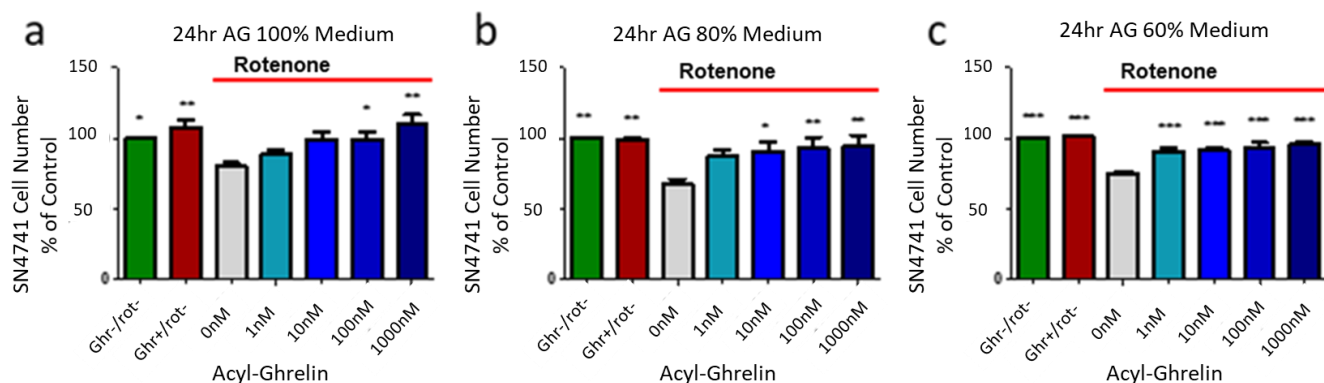 a
24hr AG 100% Medium
Rotenone
SN4741 Cell Number
% of Control
150
100
50
0
* ** * **
Ghr-/rot-
Ghr+/rot-
0nM
1nM
10nM
100nM
1000nM
Acyl-Ghrelin
b
24hr AG 80% Medium
Rotenone
SN4741 Cell Number
% of Control
150
100
50
0
** ** * ** **
Ghr-/rot-
Ghr+/rot-
0nM
1nM
10nM
100nM
1000nM
Acyl-Ghrelin
c
24hr AG 60% Medium
Rotenone
SN4741 Cell Number
% of Control
150
100
50
0
*** *** *** *** *** ***
Ghr-/rot-
Ghr+/rot-
0nM
1nM
10nM
100nM
1000nM
Acyl-Ghrelin